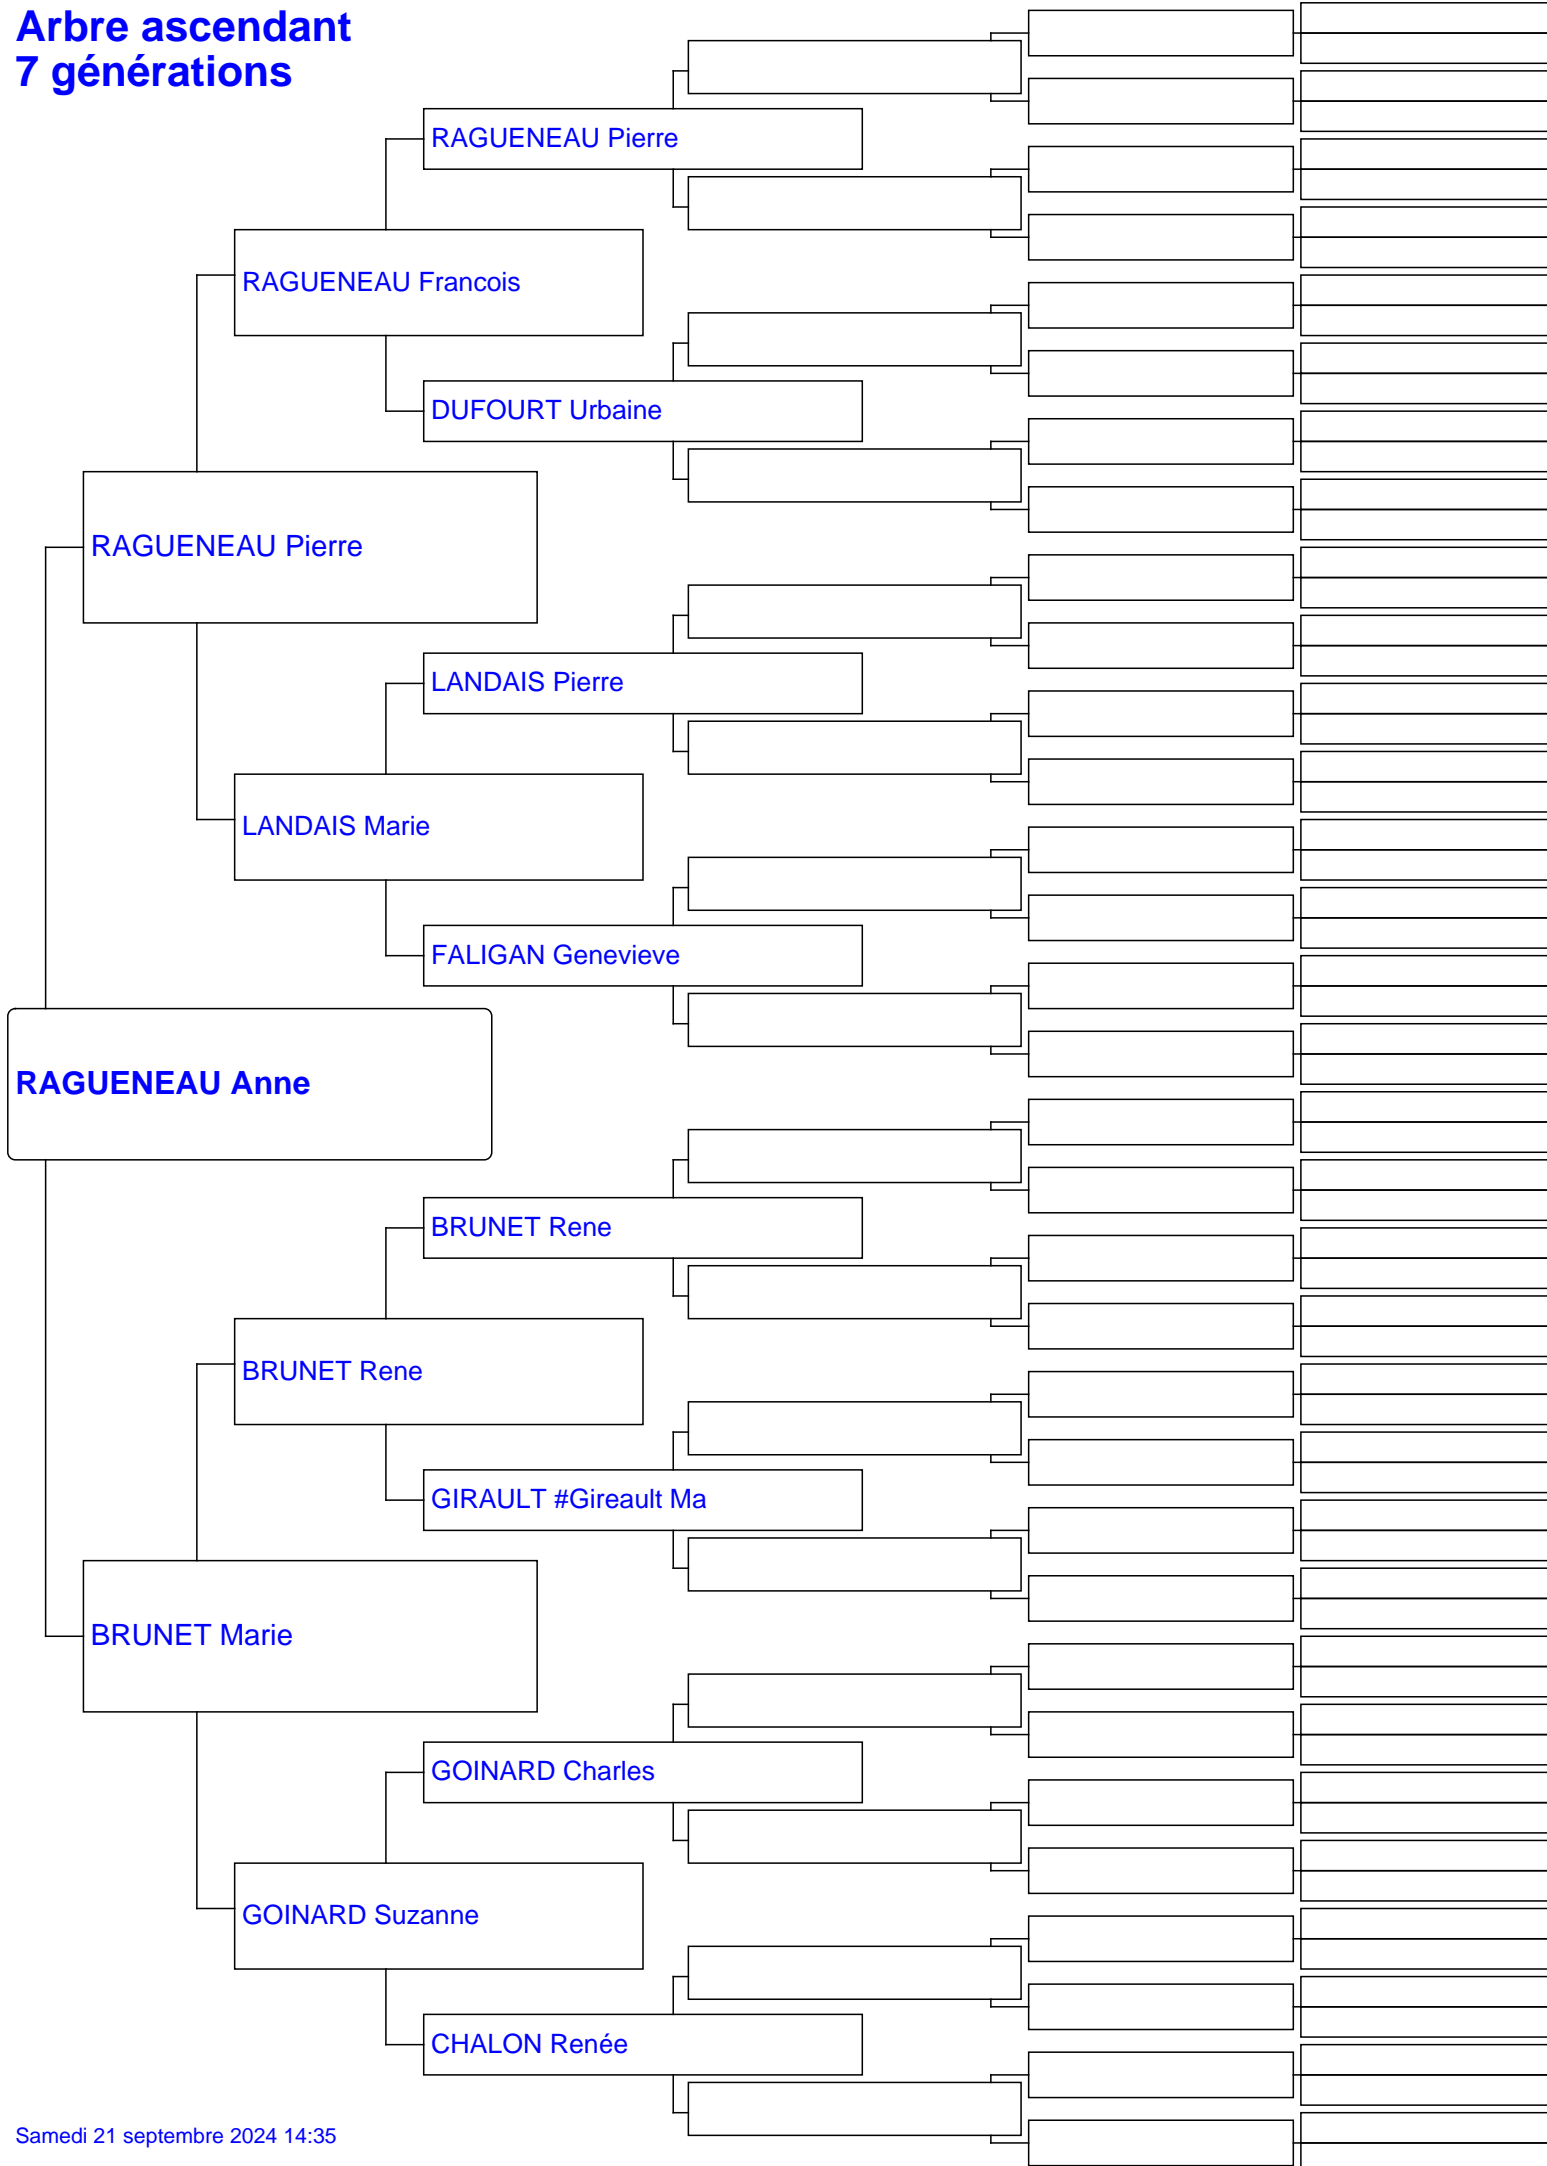 Arbre ascendant
7 générations
RAGUENEAU Pierre
RAGUENEAU Francois
DUFOURT Urbaine
RAGUENEAU Pierre
LANDAIS Pierre
LANDAIS Marie
FALIGAN Genevieve
RAGUENEAU Anne
BRUNET Rene
BRUNET Rene
GIRAULT #Gireault Ma
BRUNET Marie
GOINARD Charles
GOINARD Suzanne
CHALON Renée
Samedi 21 septembre 2024 14:35